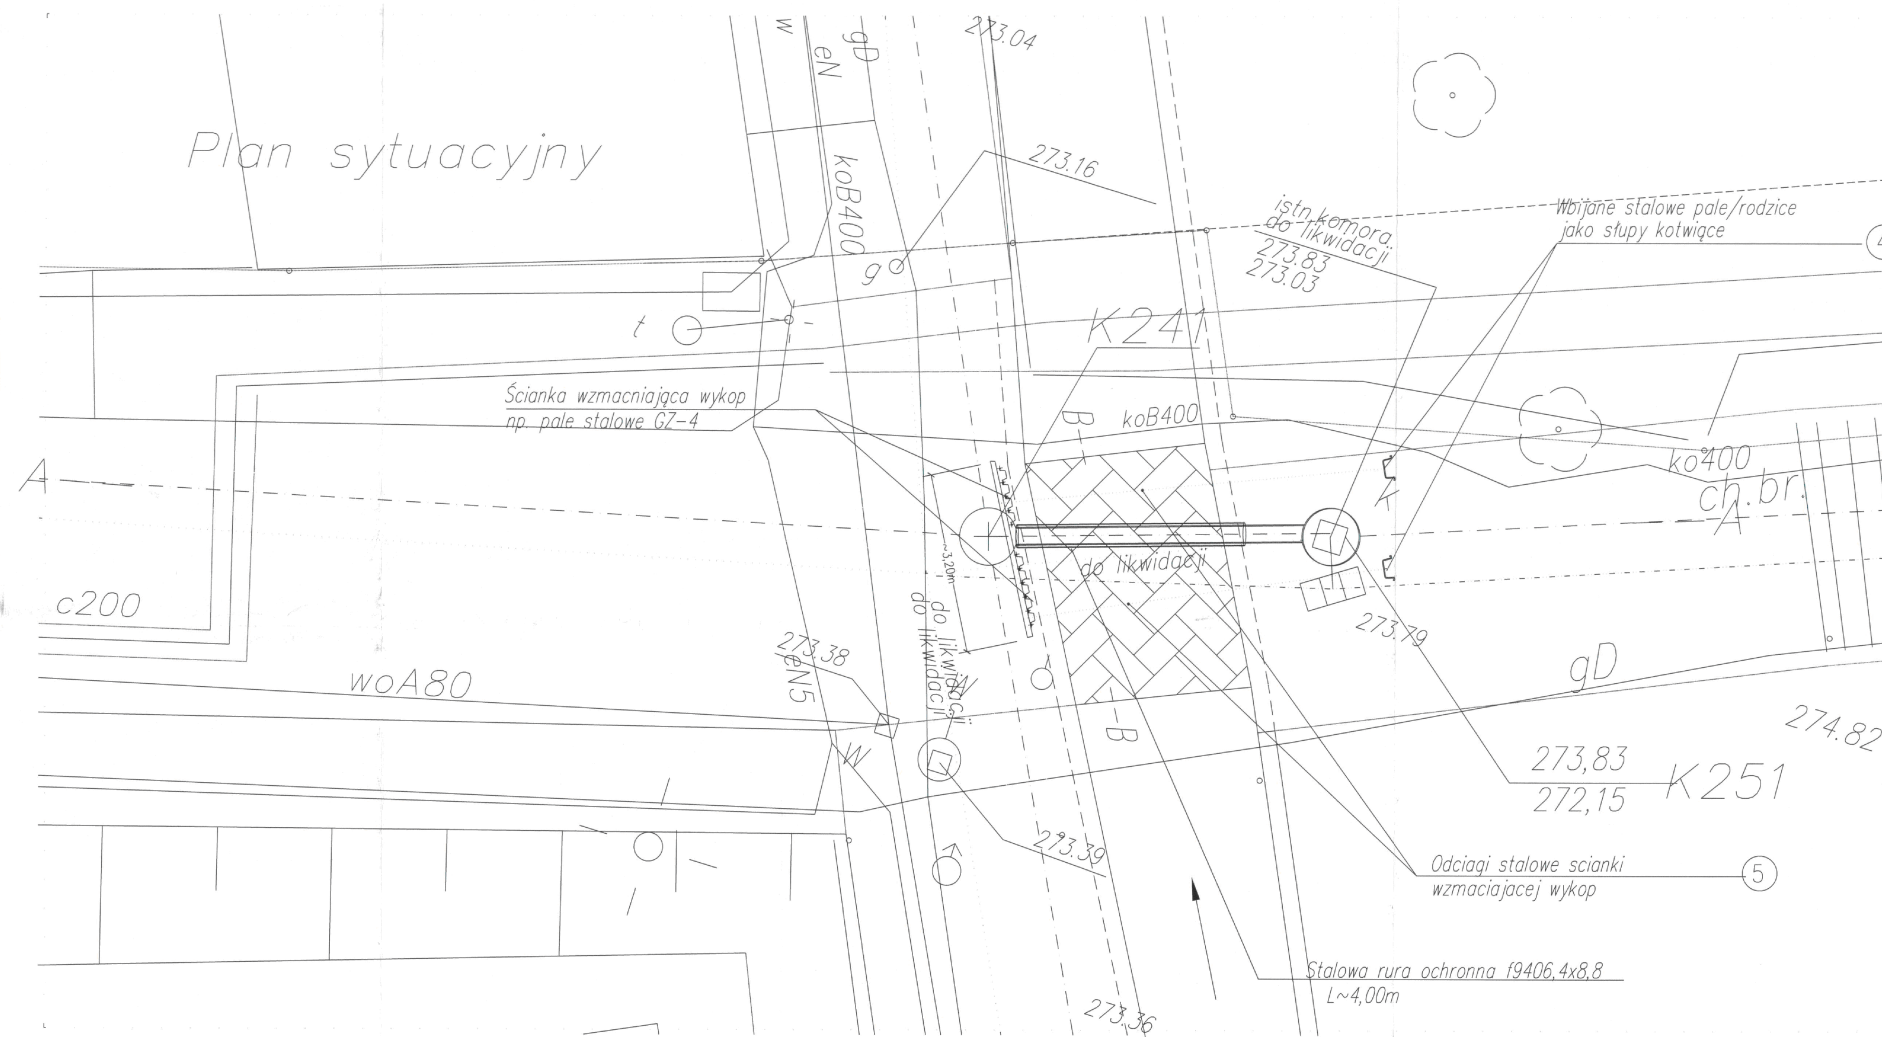 273.04
W
gD
eN
Plan sytuacyjny
koB400
273.16
g
istn.komora
do likwidacji
273.83
273.03
Wbijane stalowe pale/rodzice
jako słupy kotwiące
4
t
K241
Ścianka wzmacniająca wykop
np. pale stalowe GZ-4
B
koB400
ko400
ch.br.
A
A
~3,20m
do likwidacji
c200
do likwidacji
do likwidacji
273.38
eN5
woA80
273.79
gD
W
B
274.82
W
273,83
272,15
K251
273.39
Odciagi stalowe scianki
wzmaciajacej wykop
5
Stalowa rura ochronna f9406,4x8,8
L~4,00m
273.36